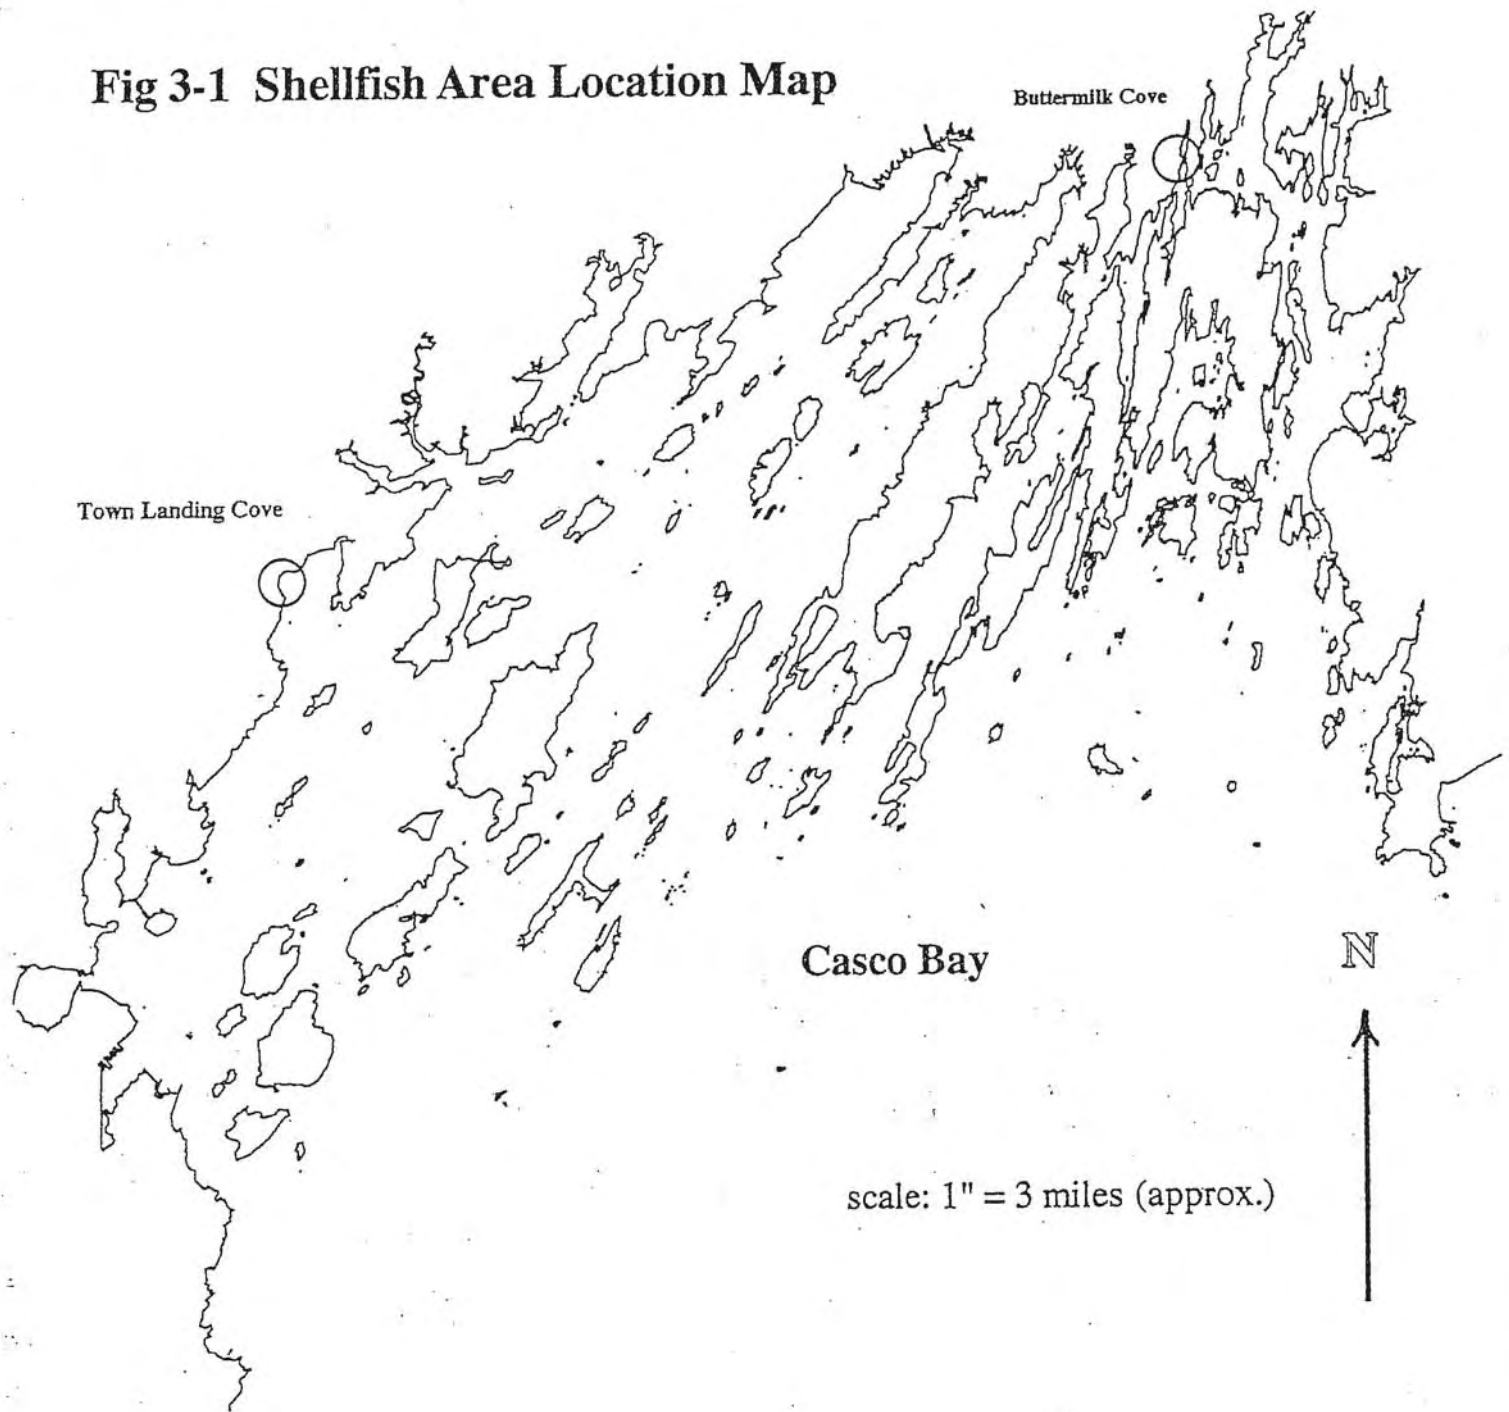 Fig 3-1 Shellfish Area Location Map
Buttermilk Cove
Town Landing Cove
Casco Bay
N
scale: 1" = 3 miles (approx.)